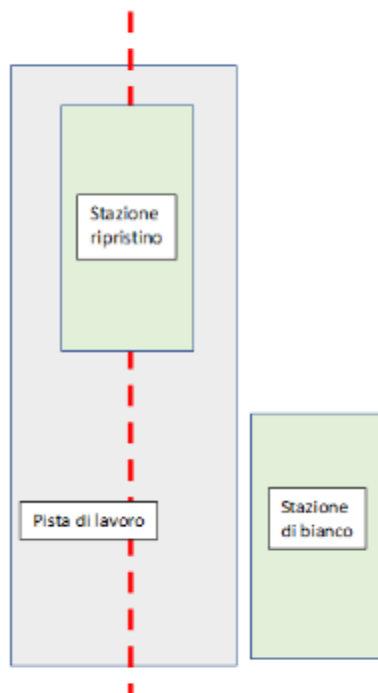 Stazione
ripristino
Pista di lavoro
Stazione
di bianco